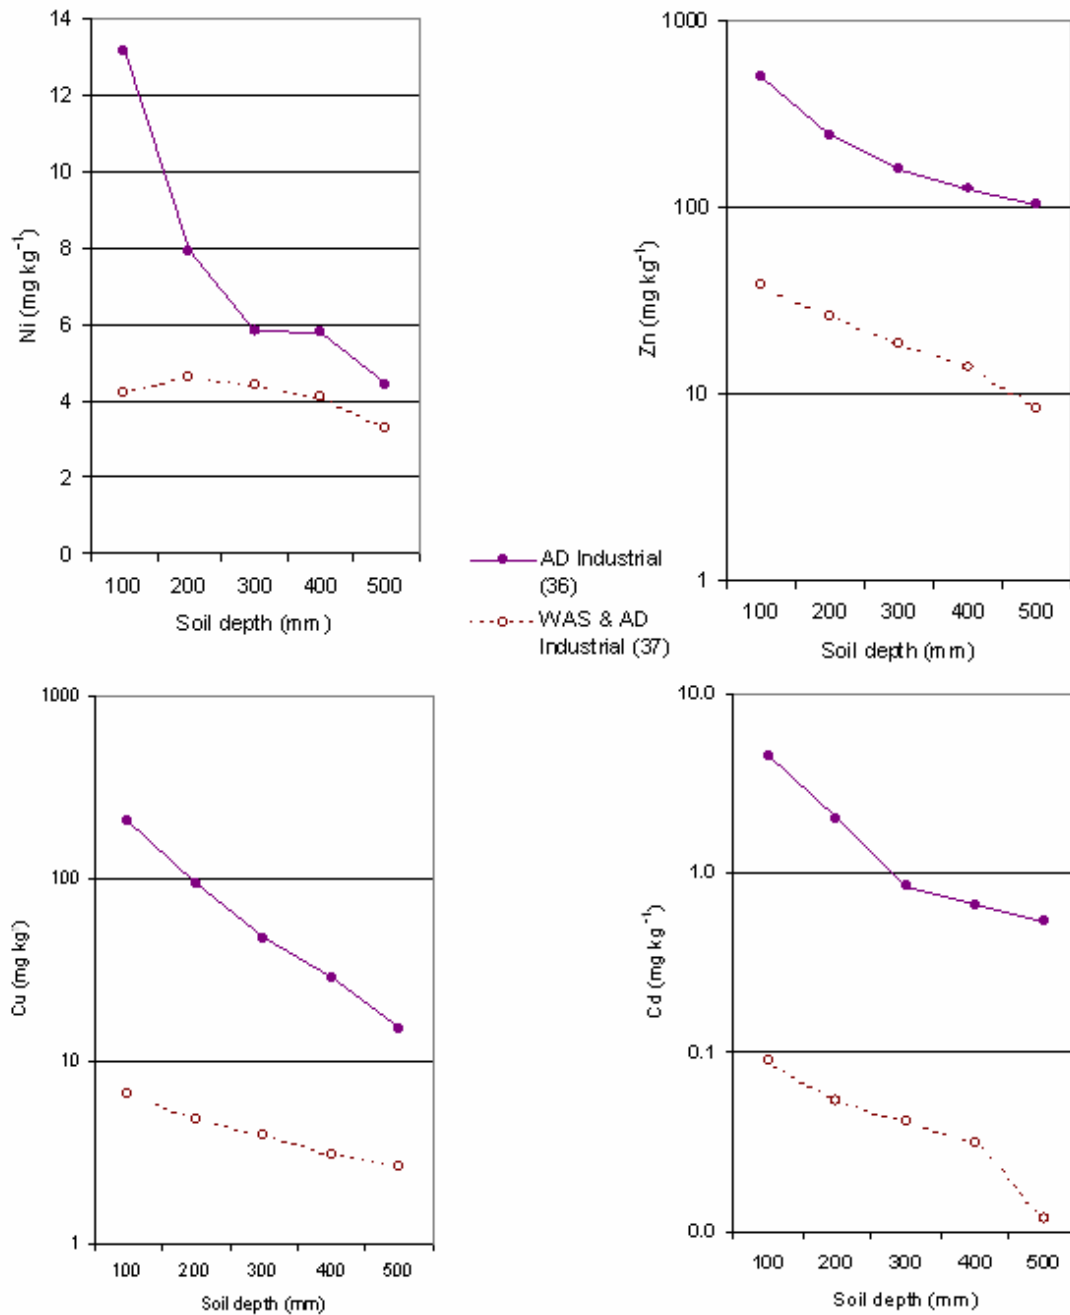 14
12
10
8
6
4
2
0
Ni (mg kg⁻¹)
100 200 300 400 500
Soil depth (mm)
1000
100
10
1
Zn (mg kg⁻¹)
100 200 300 400 500
Soil depth (mm)
AD Industrial
(36)
WAS & AD
Industrial (37)
1000
100
10
1
Cu (mg kg⁾
100 200 300 400 500
Soil depth (mm)
10.0
1.0
0.1
0.0
Cd (mg kg⁻¹)
100 200 300 400 500
Soil depth (mm)